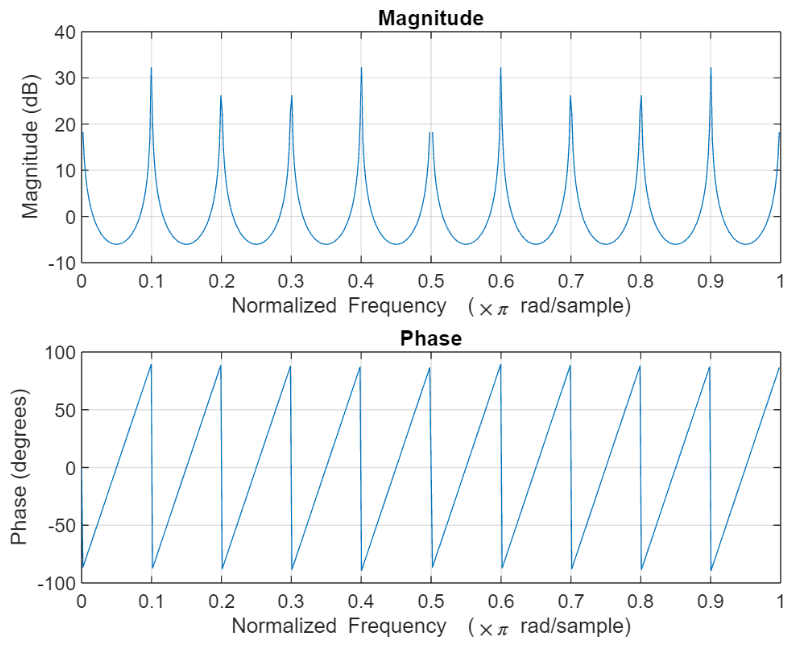 Magnitude
Magnitude (dB)
40
30
20
10
0
-10
0 0.1 0.2 0.3 0.4 0.5 0.6 0.7 0.8 0.9 1
Normalized Frequency (×π rad/sample)
Phase
Phase (degrees)
100
50
0
-50
-100
0 0.1 0.2 0.3 0.4 0.5 0.6 0.7 0.8 0.9 1
Normalized Frequency (×π rad/sample)